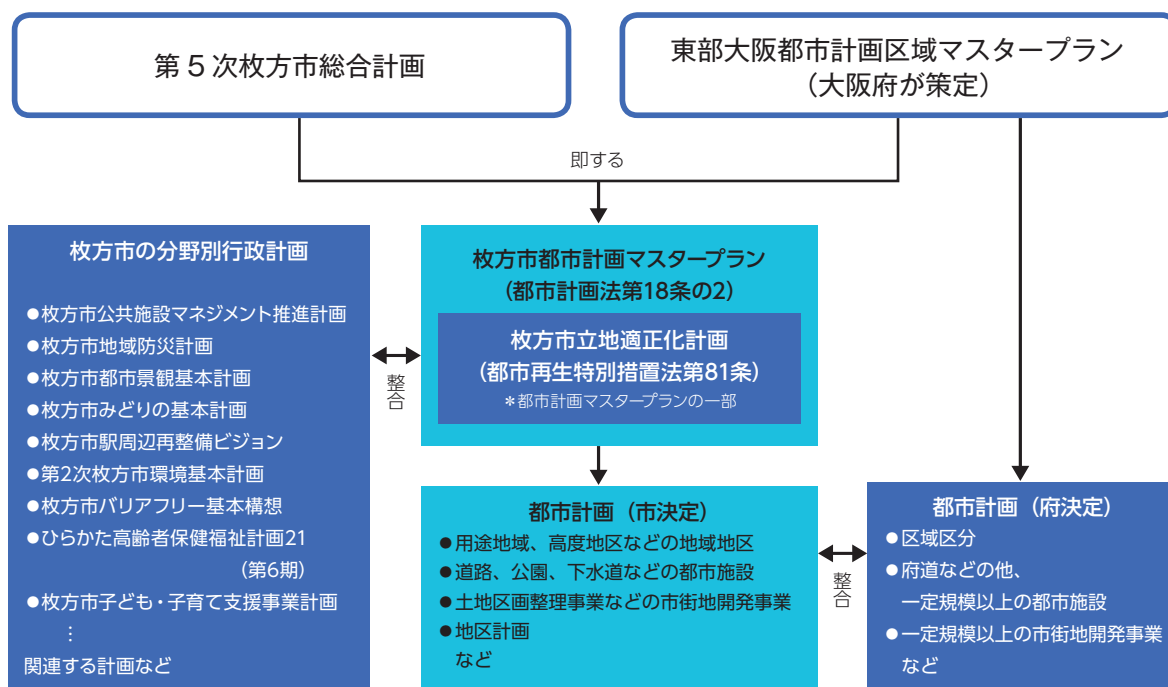 第5次枚方市総合計画
東部大阪都市計画区域マスタープラン
（大阪府が策定）
即する
枚方市の分野別行政計画
●枚方市公共施設マネジメント推進計画
●枚方市地域防災計画
●枚方市都市景観基本計画
●枚方市みどりの基本計画
●枚方市駅周辺再整備ビジョン
●第2次枚方市環境基本計画
●枚方市バリアフリー基本構想
●ひらかた高齢者保健福祉計画21
（第6期）
●枚方市子ども・子育て支援事業計画
：
関連する計画など
整合
枚方市都市計画マスタープラン
（都市計画法第18条の2）
枚方市立地適正化計画
（都市再生特別措置法第81条）
＊都市計画マスタープランの一部
都市計画（市決定）
●用途地域、高度地区などの地域地区
●道路、公園、下水道などの都市施設
●土地区画整理事業などの市街地開発事業
●地区計画
など
整合
都市計画（府決定）
●区域区分
●府道などの他、
一定規模以上の都市施設
●一定規模以上の市街地開発事業
など